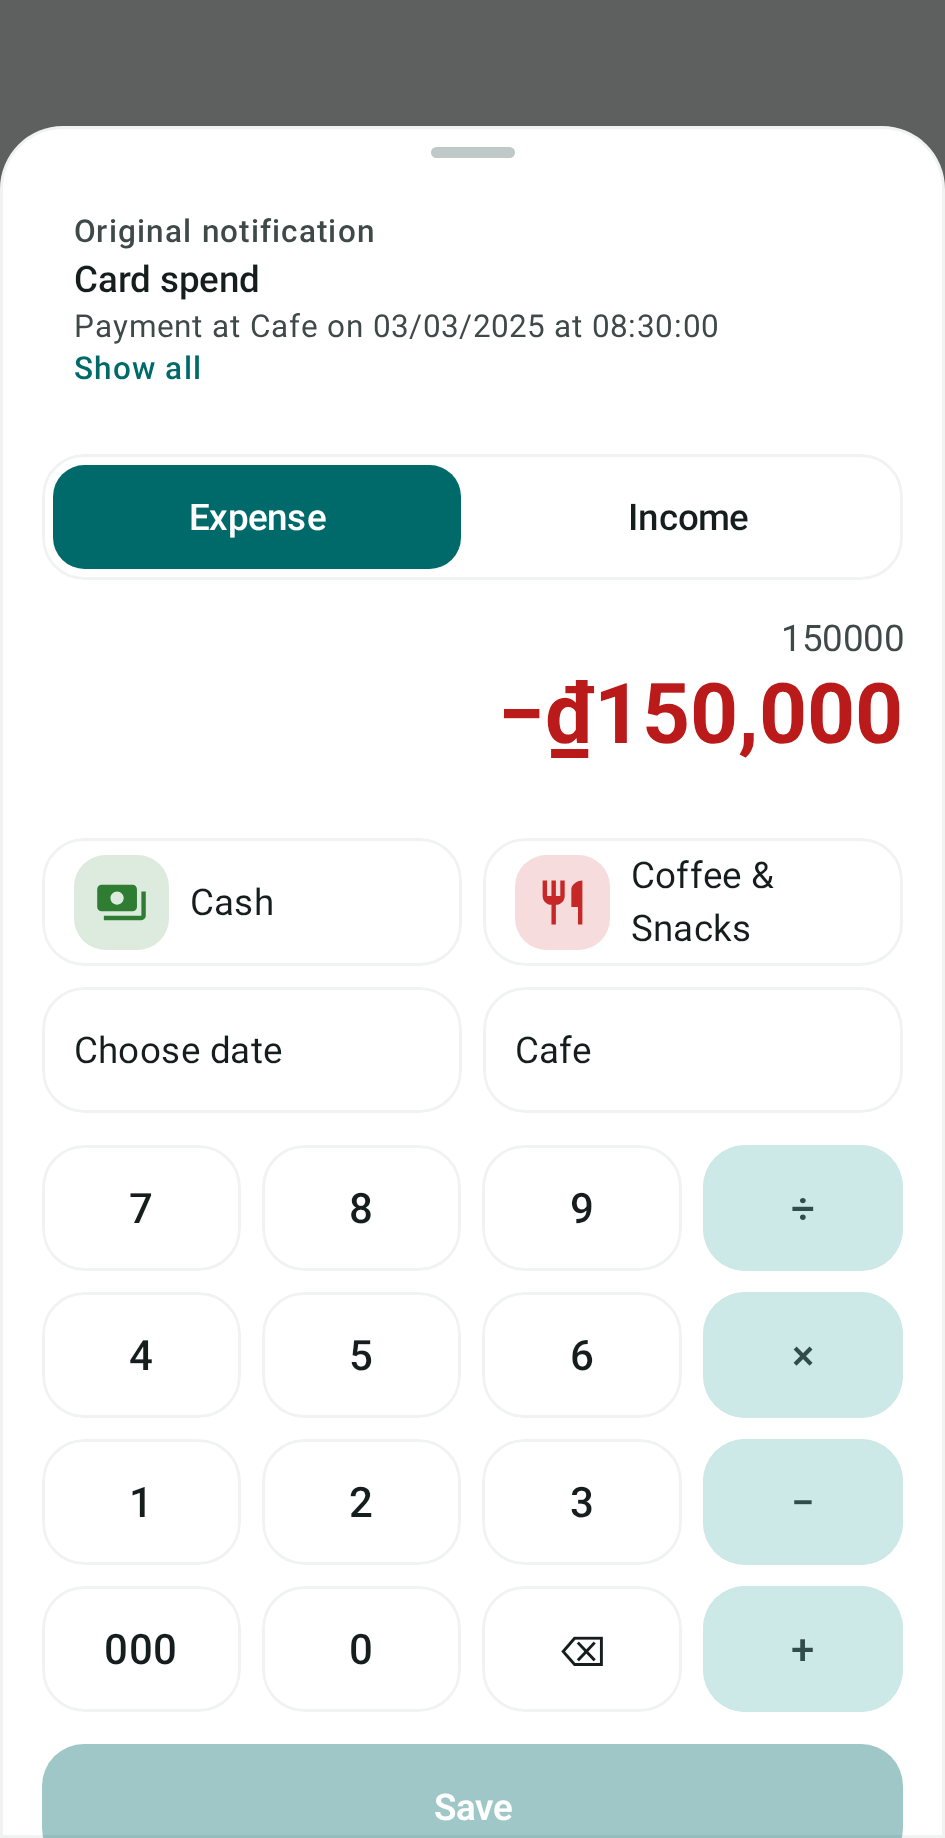 Original notification
Card spend
Payment at Cafe on 03/03/2025 at 08:30:00
Show all
Expense
Income
150000
−₫150,000
Cash
Coffee &
Snacks
Choose date
Cafe
7
8
9
÷
4
5
6
×
1
2
3
−
000
0
+
Save